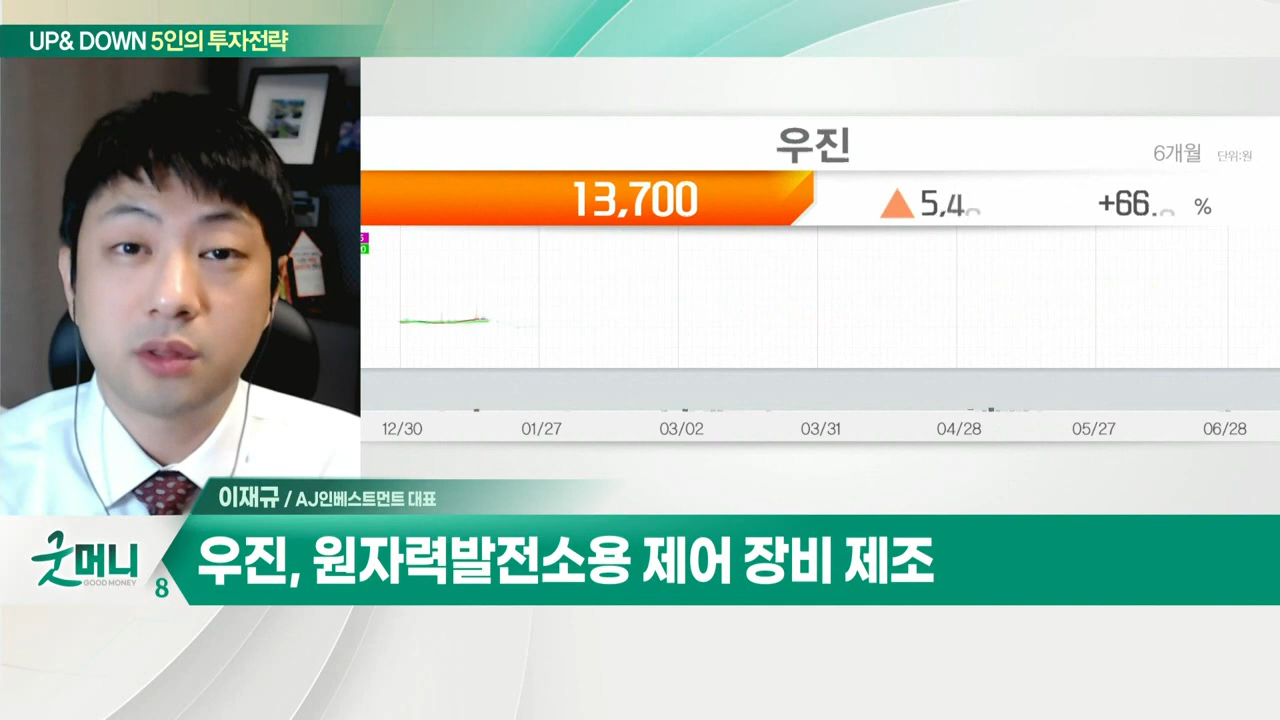 UP& DOWN 5인의 투자전략
우진
6개월 단위:원
13,700
▲ 5,4
+66. %
12/30 01/27 03/02 03/31 04/28 05/27 06/28
이재규 / AJ인베스트먼트 대표
굿머니
GOOD MONEY
8
우진, 원자력발전소용 제어 장비 제조